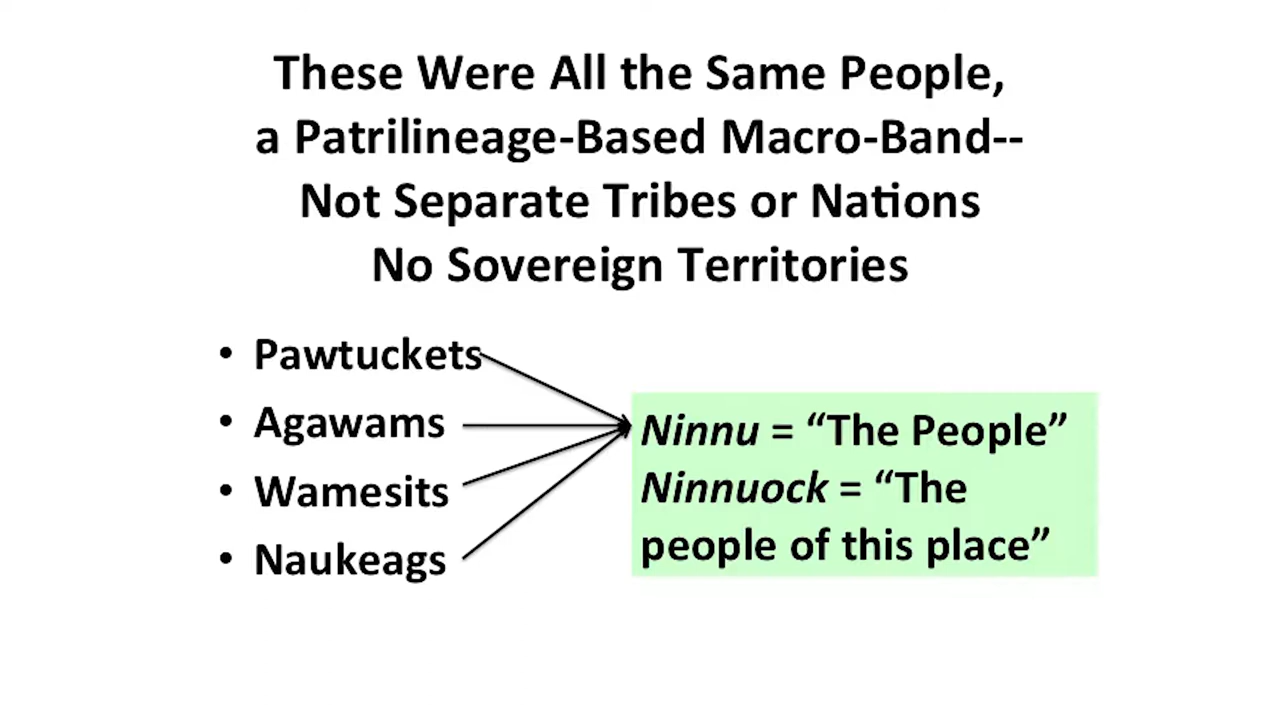 These Were All the Same People,
a Patrilineage-Based Macro-Band--
Not Separate Tribes or Nations
No Sovereign Territories
• Pawtuckets
• Agawams
• Wamesits
• Naukeags
Ninnu = “The People”
Ninnuock = “The
people of this place”